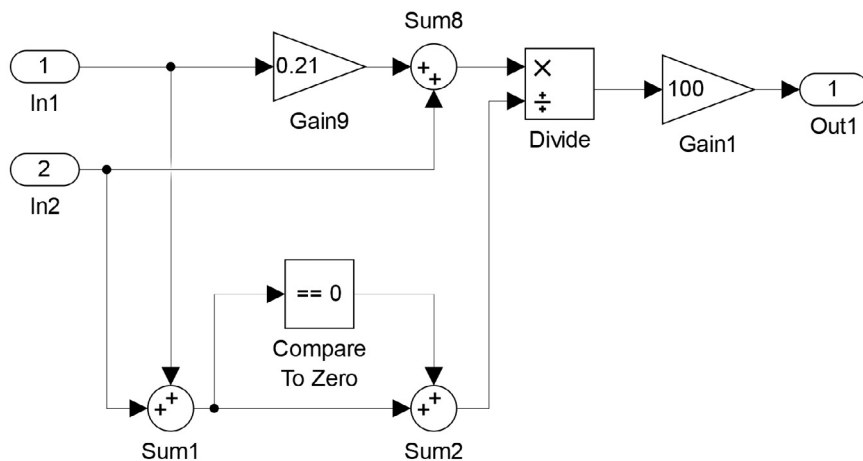 Sum8
1
0.21
+
+
×
÷
100
1
In1
Gain9
Divide
Gain1
Out1
2
In2
== 0
Compare
To Zero
+
+
+
+
Sum1
Sum2